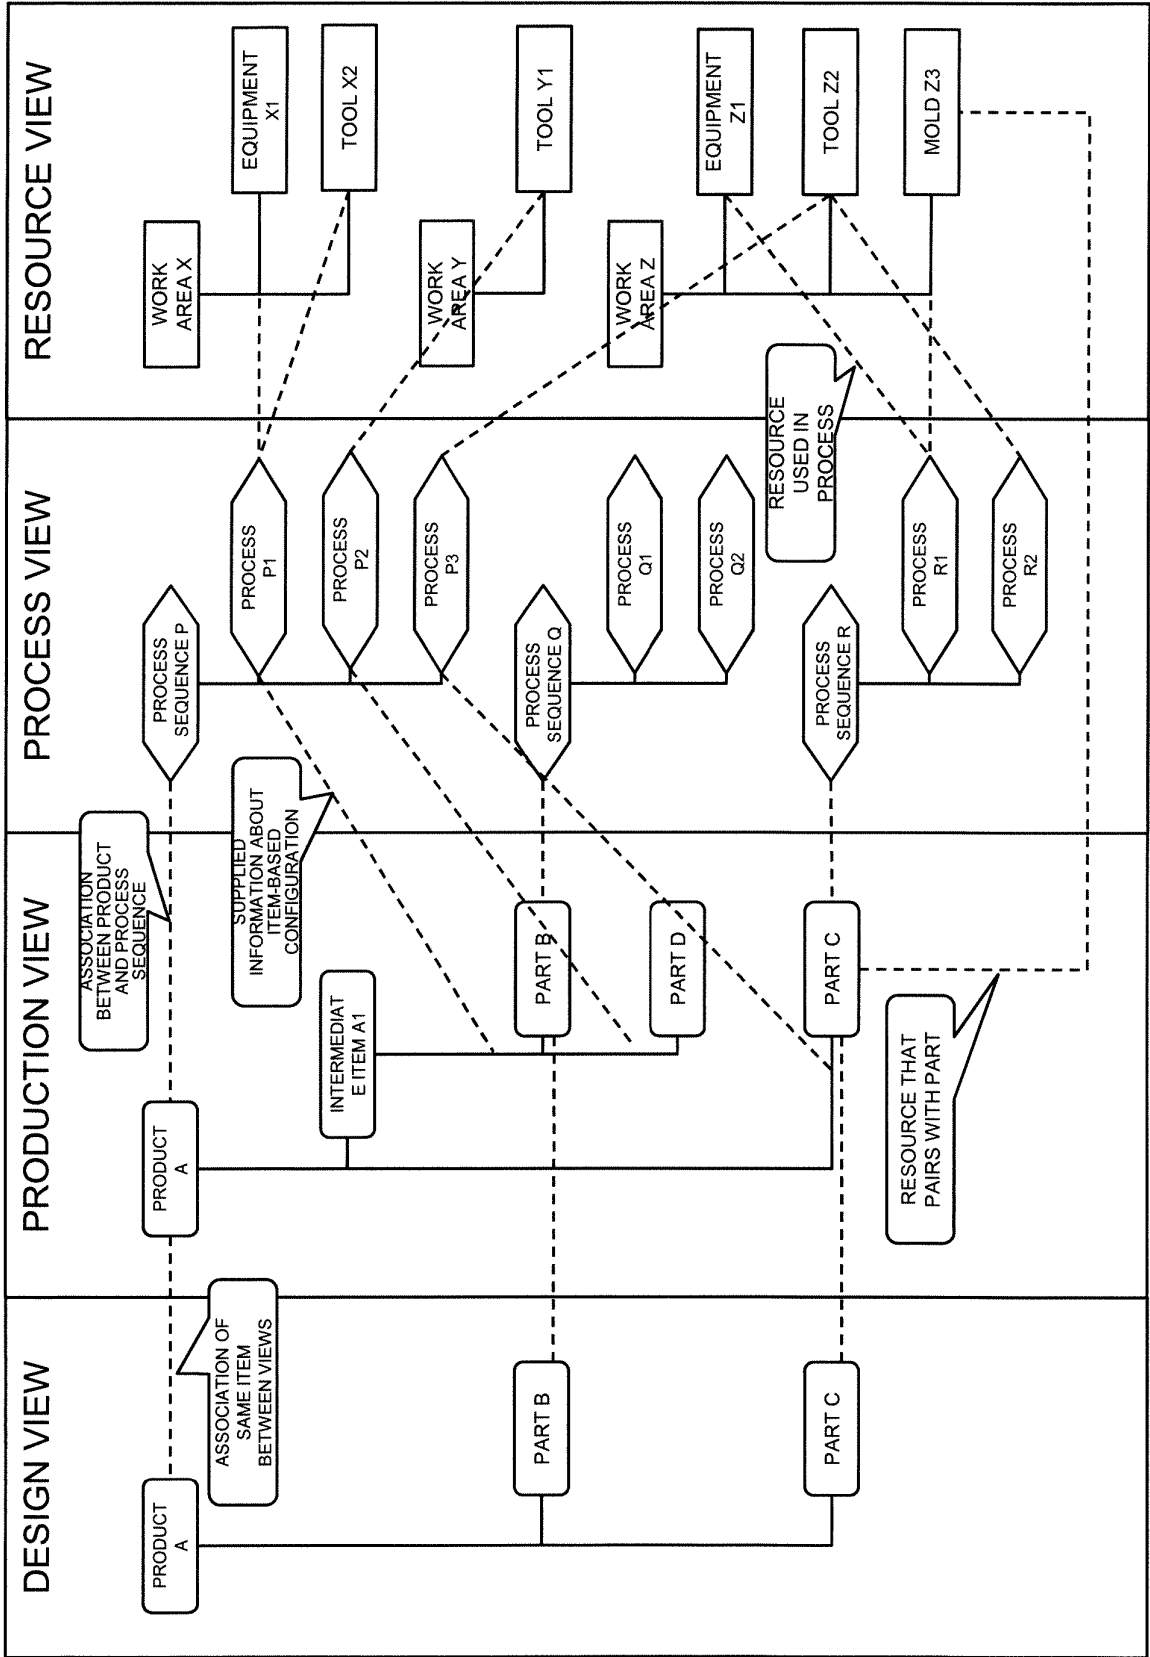 DESIGN VIEW
PRODUCT
A
ASSOCIATION OF
SAME ITEM
BETWEEN VIEWS
PART B
PART C
PRODUCTION VIEW
ASSOCIATION
BETWEEN PRODUCT
AND PROCESS
SEQUENCE
PRODUCT
A
SUPPLIED
INFORMATION ABOUT
ITEM-BASED
CONFIGURATION
INTERMEDIAT
E ITEM A1
PART B
PART D
PART C
RESOURCE THAT
PAIRS WITH PART
PROCESS VIEW
PROCESS
SEQUENCE P
PROCESS
P1
PROCESS
P2
PROCESS
P3
PROCESS
SEQUENCE Q
PROCESS
Q1
PROCESS
Q2
RESOURCE
USED IN
PROCESS
PROCESS
SEQUENCE R
PROCESS
R1
PROCESS
R2
RESOURCE VIEW
WORK
AREA X
EQUIPMENT
X1
TOOL X2
WORK
AREA Y
TOOL Y1
WORK
AREA Z
EQUIPMENT
Z1
TOOL Z2
MOLD Z3